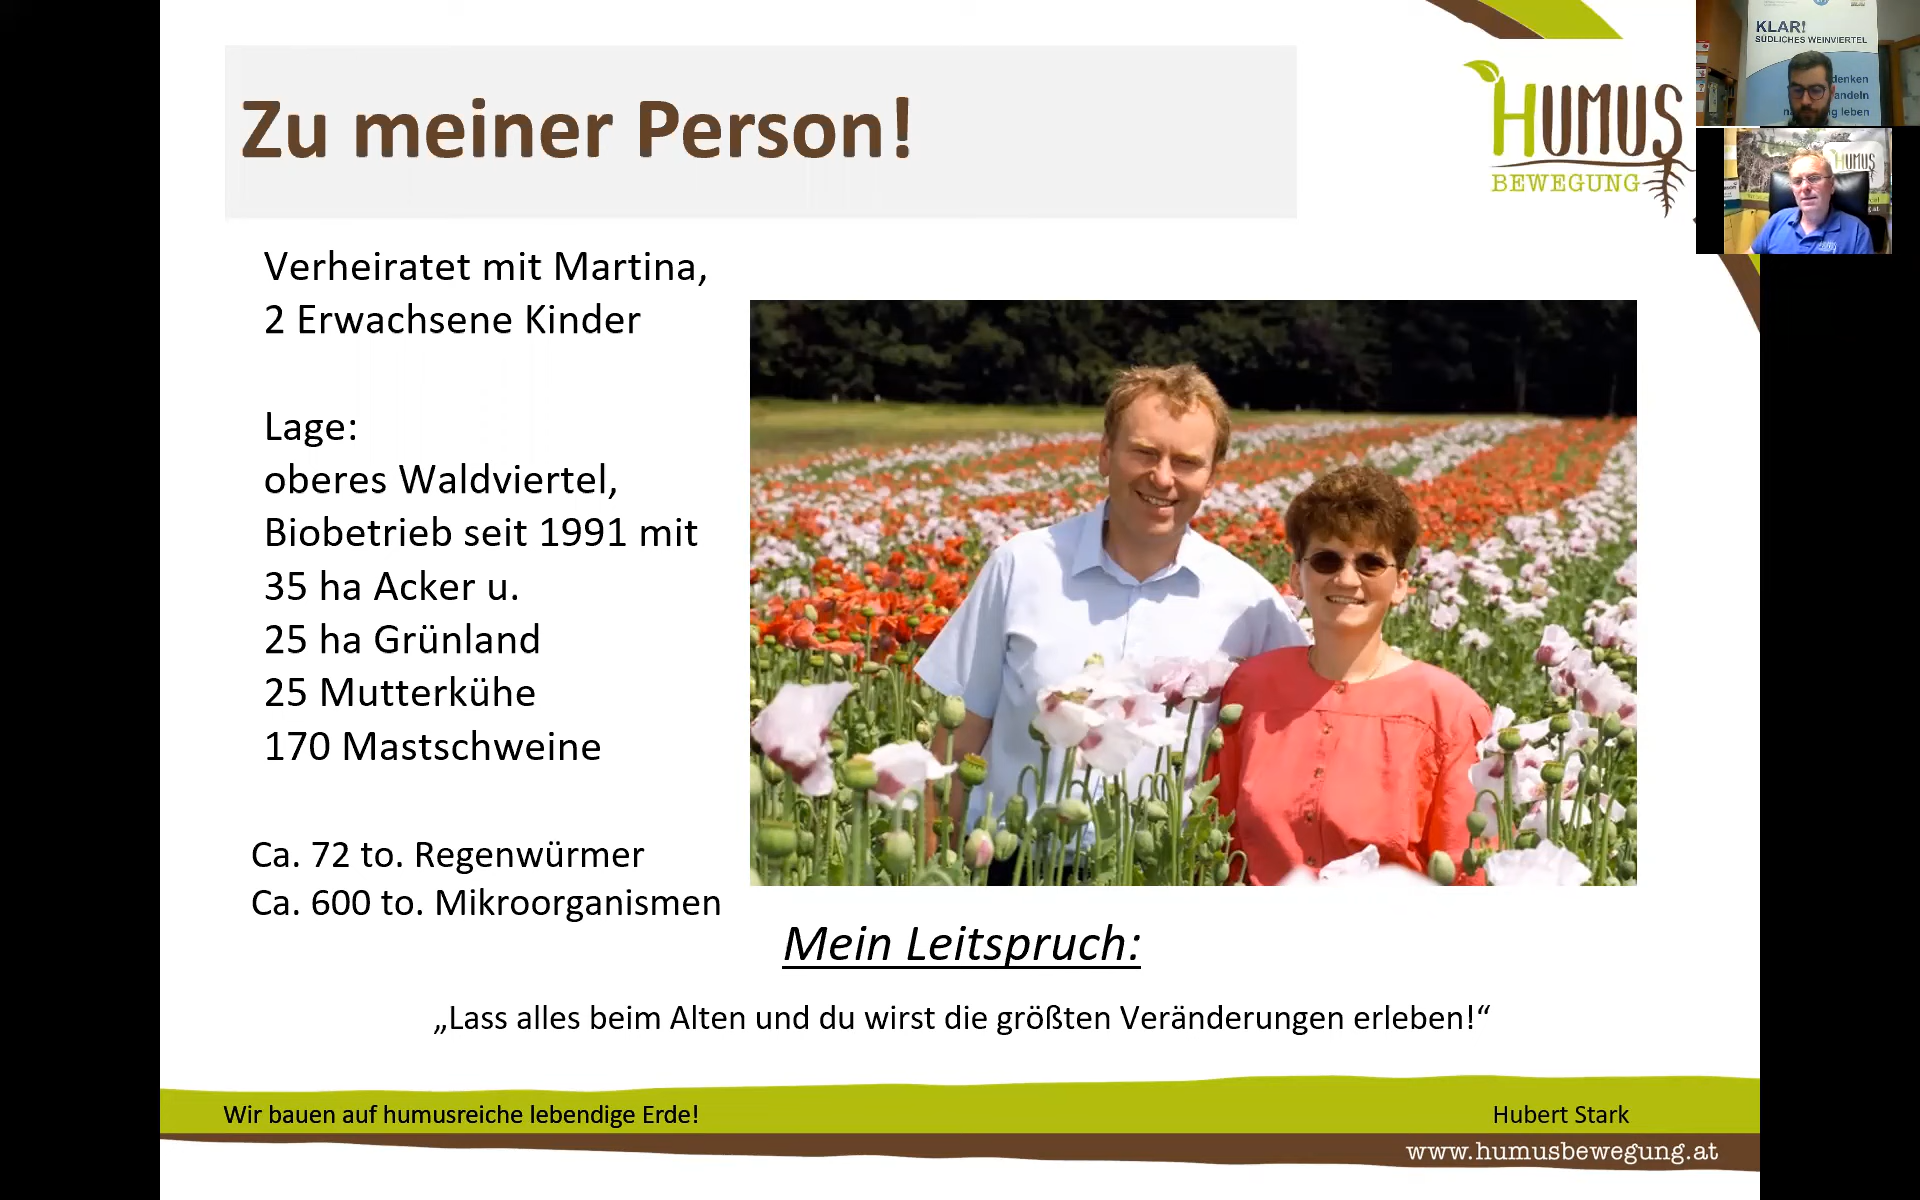 Zu meiner Person!
HUMUS
BEWEGUNG
KLAR!
SÜDLICHES WEINVIERTEL
denken
andeln
g leben
HUMUS
Verheiratet mit Martina,
2 Erwachsene Kinder
Lage:
oberes Waldviertel,
Biobetrieb seit 1991 mit
35 ha Acker u.
25 ha Grünland
25 Mutterkühe
170 Mastschweine
Ca. 72 to. Regenwürmer
Ca. 600 to. Mikroorganismen
Mein Leitspruch:
„Lass alles beim Alten und du wirst die größten Veränderungen erleben!“
Wir bauen auf humusreiche lebendige Erde!
Hubert Stark
www.humusbewegung.at